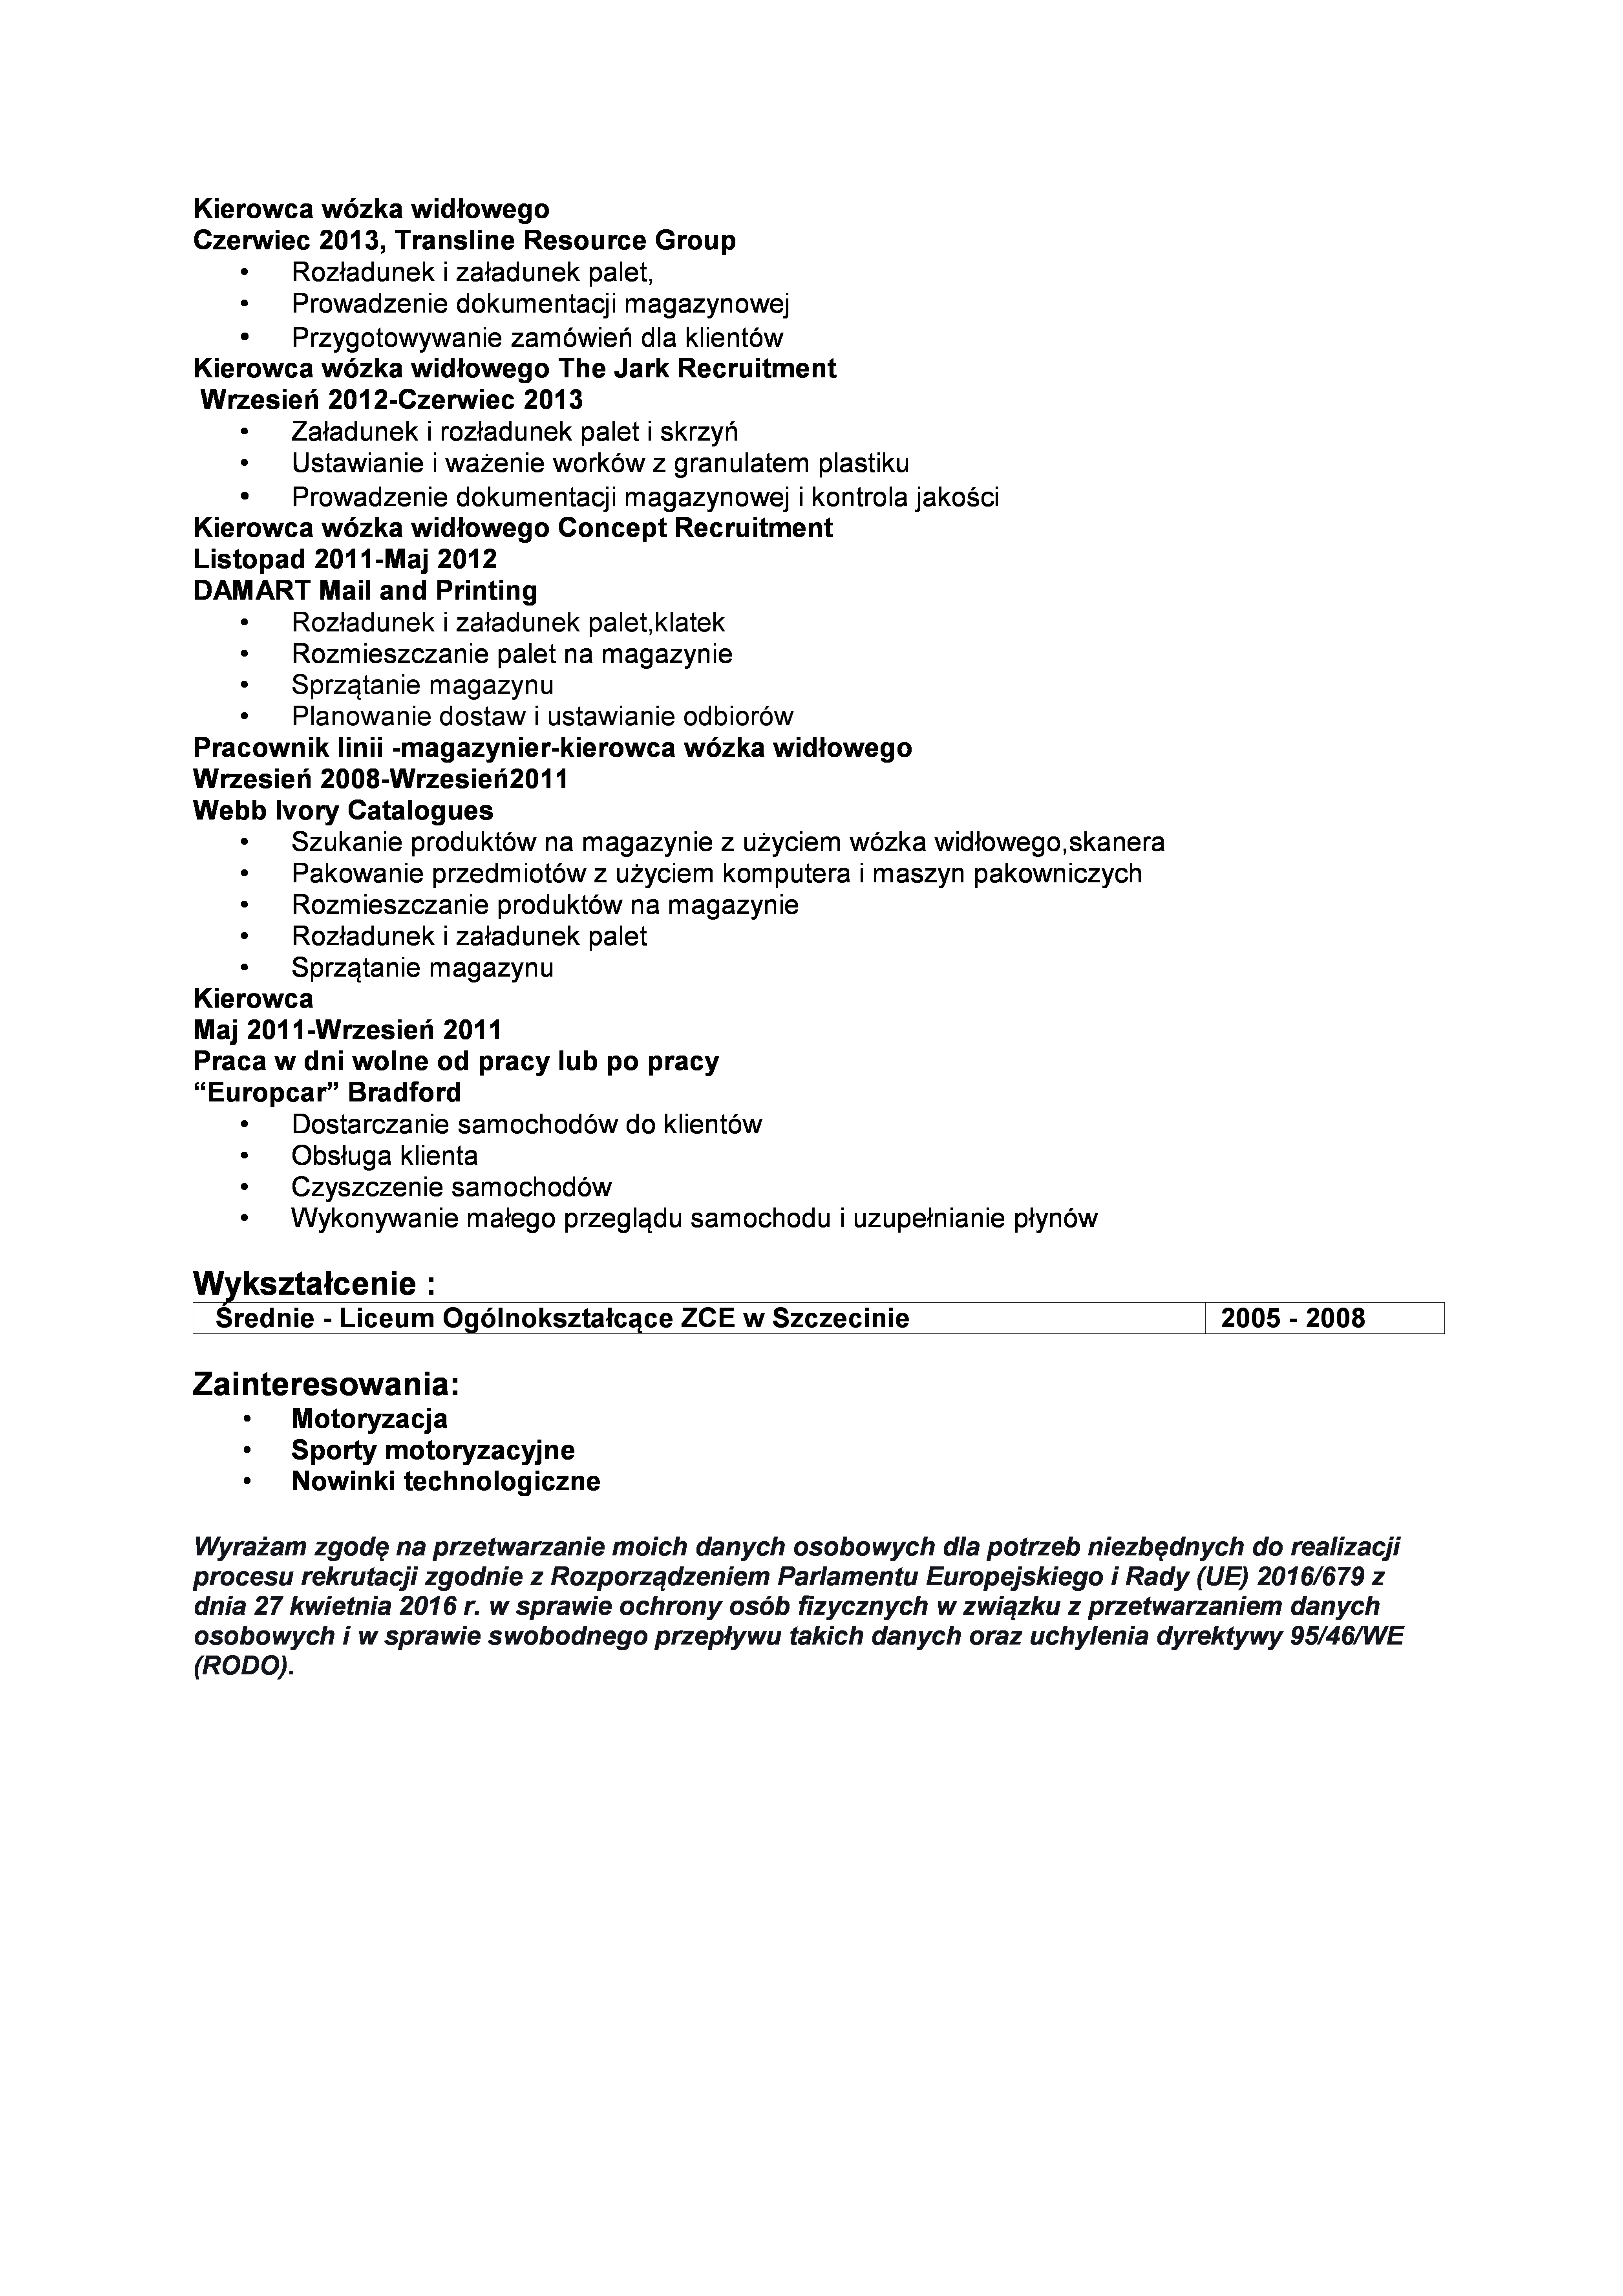 Kierowca wózka widłowego
Czerwiec 2013, Transline Resource Group
• Rozładunek i załadunek palet,
• Prowadzenie dokumentacji magazynowej
• Przygotowywanie zamówień dla klientów
Kierowca wózka widłowego The Jark Recruitment
Wrzesień 2012-Czerwiec 2013
• Załadunek i rozładunek palet i skrzyń
• Ustawianie i ważenie worków z granulatem plastiku
• Prowadzenie dokumentacji magazynowej i kontrola jakości
Kierowca wózka widłowego Concept Recruitment
Listopad 2011-Maj 2012
DAMART Mail and Printing
• Rozładunek i załadunek palet,klatek
• Rozmieszczanie palet na magazynie
• Sprzątanie magazynu
• Planowanie dostaw i ustawianie odbiorów
Pracownik linii -magazynier-kierowca wózka widłowego
Wrzesień 2008-Wrzesień2011
Webb Ivory Catalogues
• Szukanie produktów na magazynie z użyciem wózka widłowego,skanera
• Pakowanie przedmiotów z użyciem komputera i maszyn pakowniczych
• Rozmieszczanie produktów na magazynie
• Rozładunek i załadunek palet
• Sprzątanie magazynu
Kierowca
Maj 2011-Wrzesień 2011
Praca w dni wolne od pracy lub po pracy
“Europcar” Bradford
• Dostarczanie samochodów do klientów
• Obsługa klienta
• Czyszczenie samochodów
• Wykonywanie małego przeglądu samochodu i uzupełnianie płynów
Wykształcenie :
Średnie - Liceum Ogólnokształcące ZCE w Szczecinie 2005 - 2008
Zainteresowania:
• Motoryzacja
• Sporty motoryzacyjne
• Nowinki technologiczne
Wyrażam zgodę na przetwarzanie moich danych osobowych dla potrzeb niezbędnych do realizacji
procesu rekrutacji zgodnie z Rozporządzeniem Parlamentu Europejskiego i Rady (UE) 2016/679 z
dnia 27 kwietnia 2016 r. w sprawie ochrony osób fizycznych w związku z przetwarzaniem danych
osobowych i w sprawie swobodnego przepływu takich danych oraz uchylenia dyrektywy 95/46/WE
(RODO).